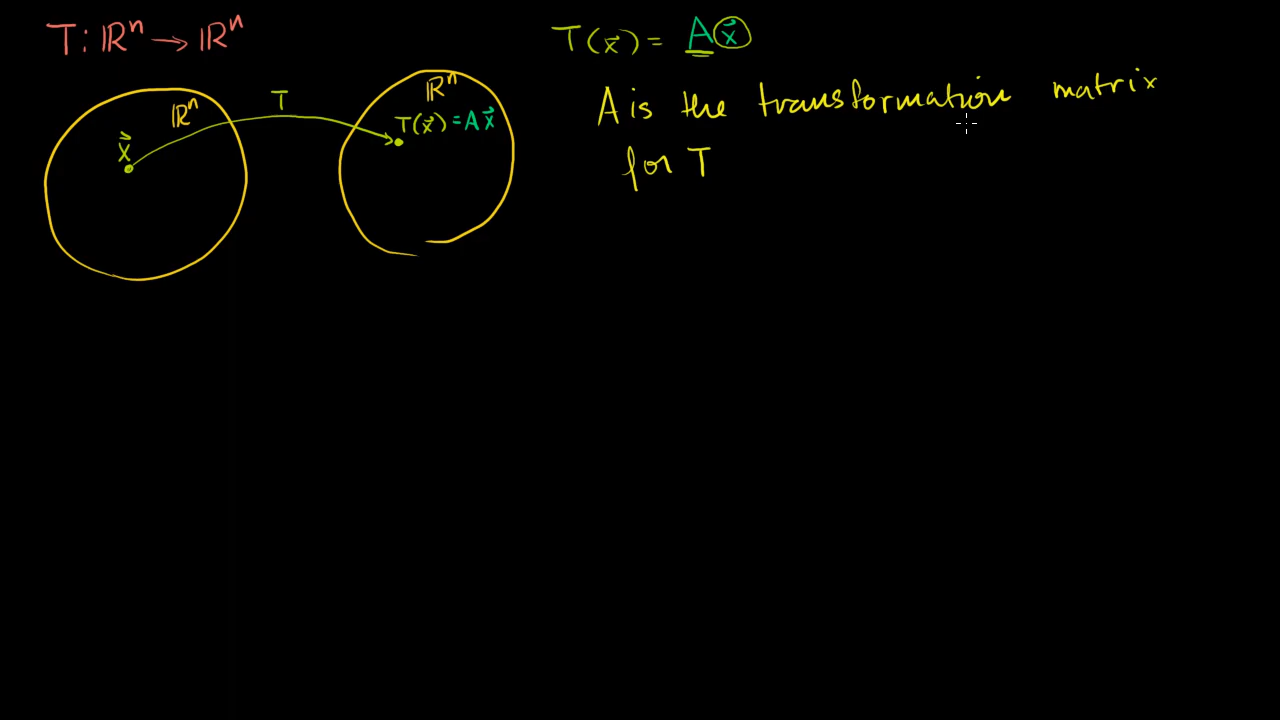 T: ℝⁿ → ℝⁿ
T(x⃗) = Ax⃗
ℝⁿ
T
ℝⁿ
x⃗
T(x⃗) = Ax⃗
A is the transformation matrix
for T